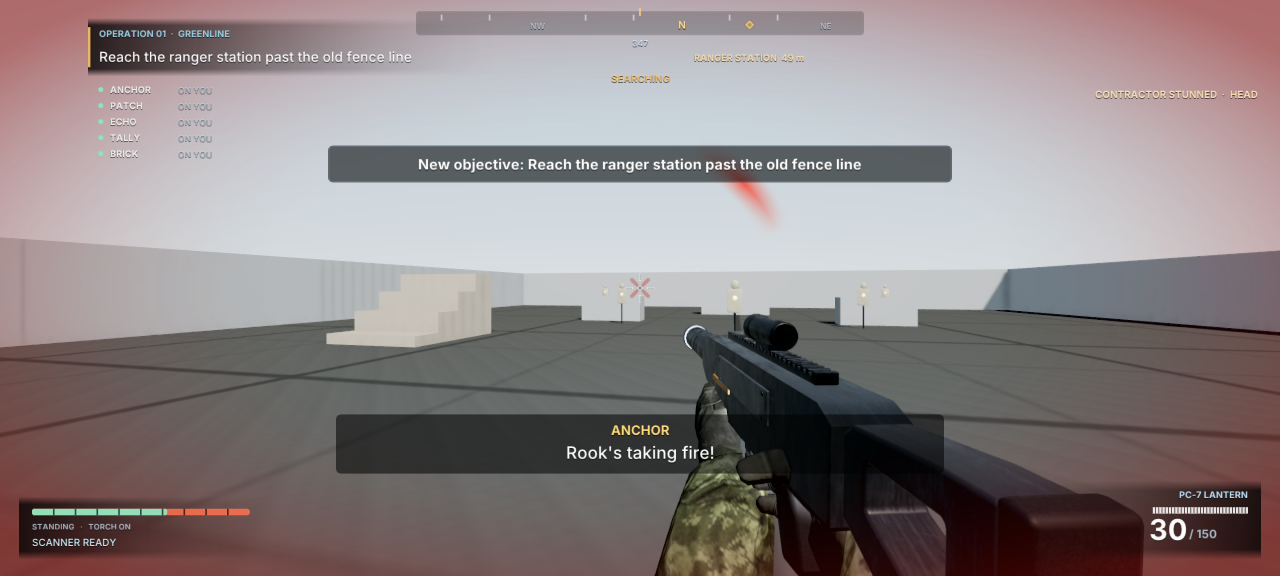 OPERATION 01 · GREENLINE
Reach the ranger station past the old fence line
NW
N
NE
347
RANGER STATION 49 m
SEARCHING
CONTRACTOR STUNNED · HEAD
ANCHOR ON YOU
PATCH ON YOU
ECHO ON YOU
TALLY ON YOU
BRICK ON YOU
New objective: Reach the ranger station past the old fence line
ANCHOR
Rook's taking fire!
STANDING · TORCH ON
SCANNER READY
PC-7 LANTERN
30 / 150